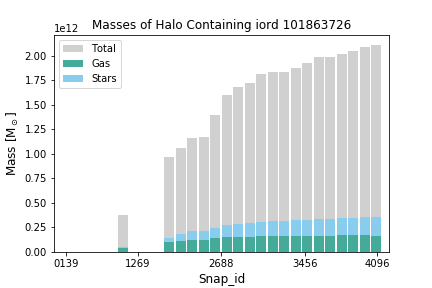 Masses of Halo Containing iord 101863726
1e12
Total
Gas
Stars
2.00
1.75
1.50
1.25
1.00
0.75
0.50
0.25
0.00
Mass [M_⊙]
0139 1269 2688 3456 4096
Snap_id